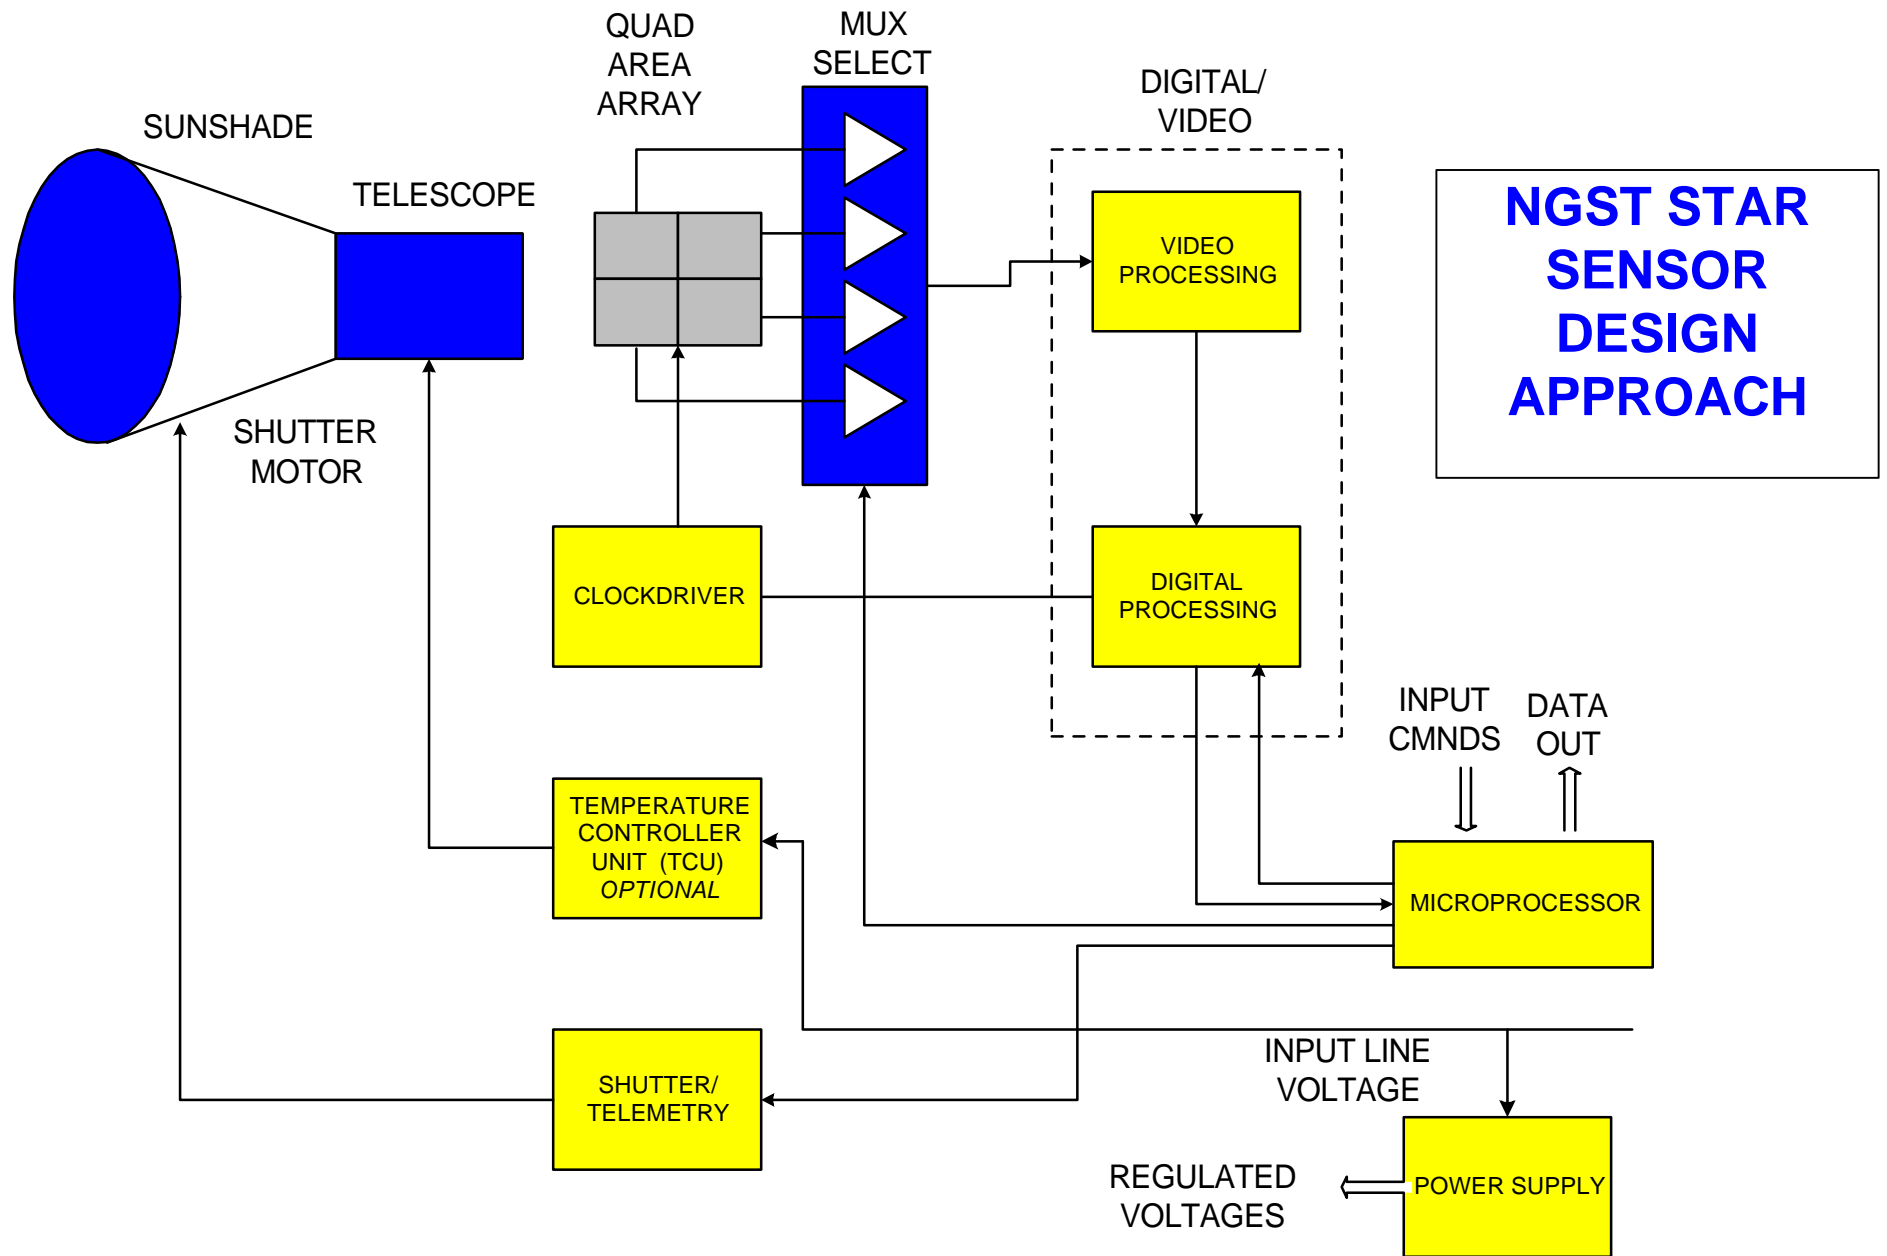 QUAD
AREA
ARRAY
MUX
SELECT
DIGITAL/
VIDEO
SUNSHADE
TELESCOPE
NGST STAR
SENSOR
DESIGN
APPROACH
VIDEO
PROCESSING
SHUTTER
MOTOR
CLOCKDRIVER
DIGITAL
PROCESSING
INPUT
CMNDS
DATA
OUT
TEMPERATURE
CONTROLLER
UNIT (TCU)
OPTIONAL
MICROPROCESSOR
SHUTTER/
TELEMETRY
INPUT LINE
VOLTAGE
REGULATED
VOLTAGES
POWER SUPPLY